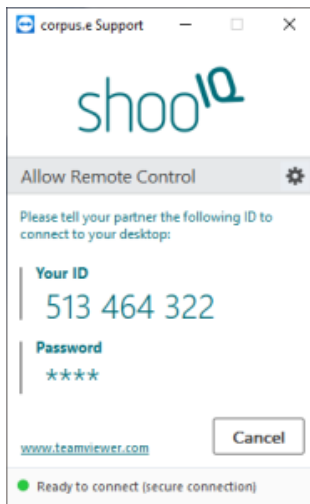 corpus.e Support
shooIQ
Allow Remote Control
Please tell your partner the following ID to
connect to your desktop:
Your ID
513 464 322
Password
****
www.teamviewer.com
Cancel
Ready to connect (secure connection)